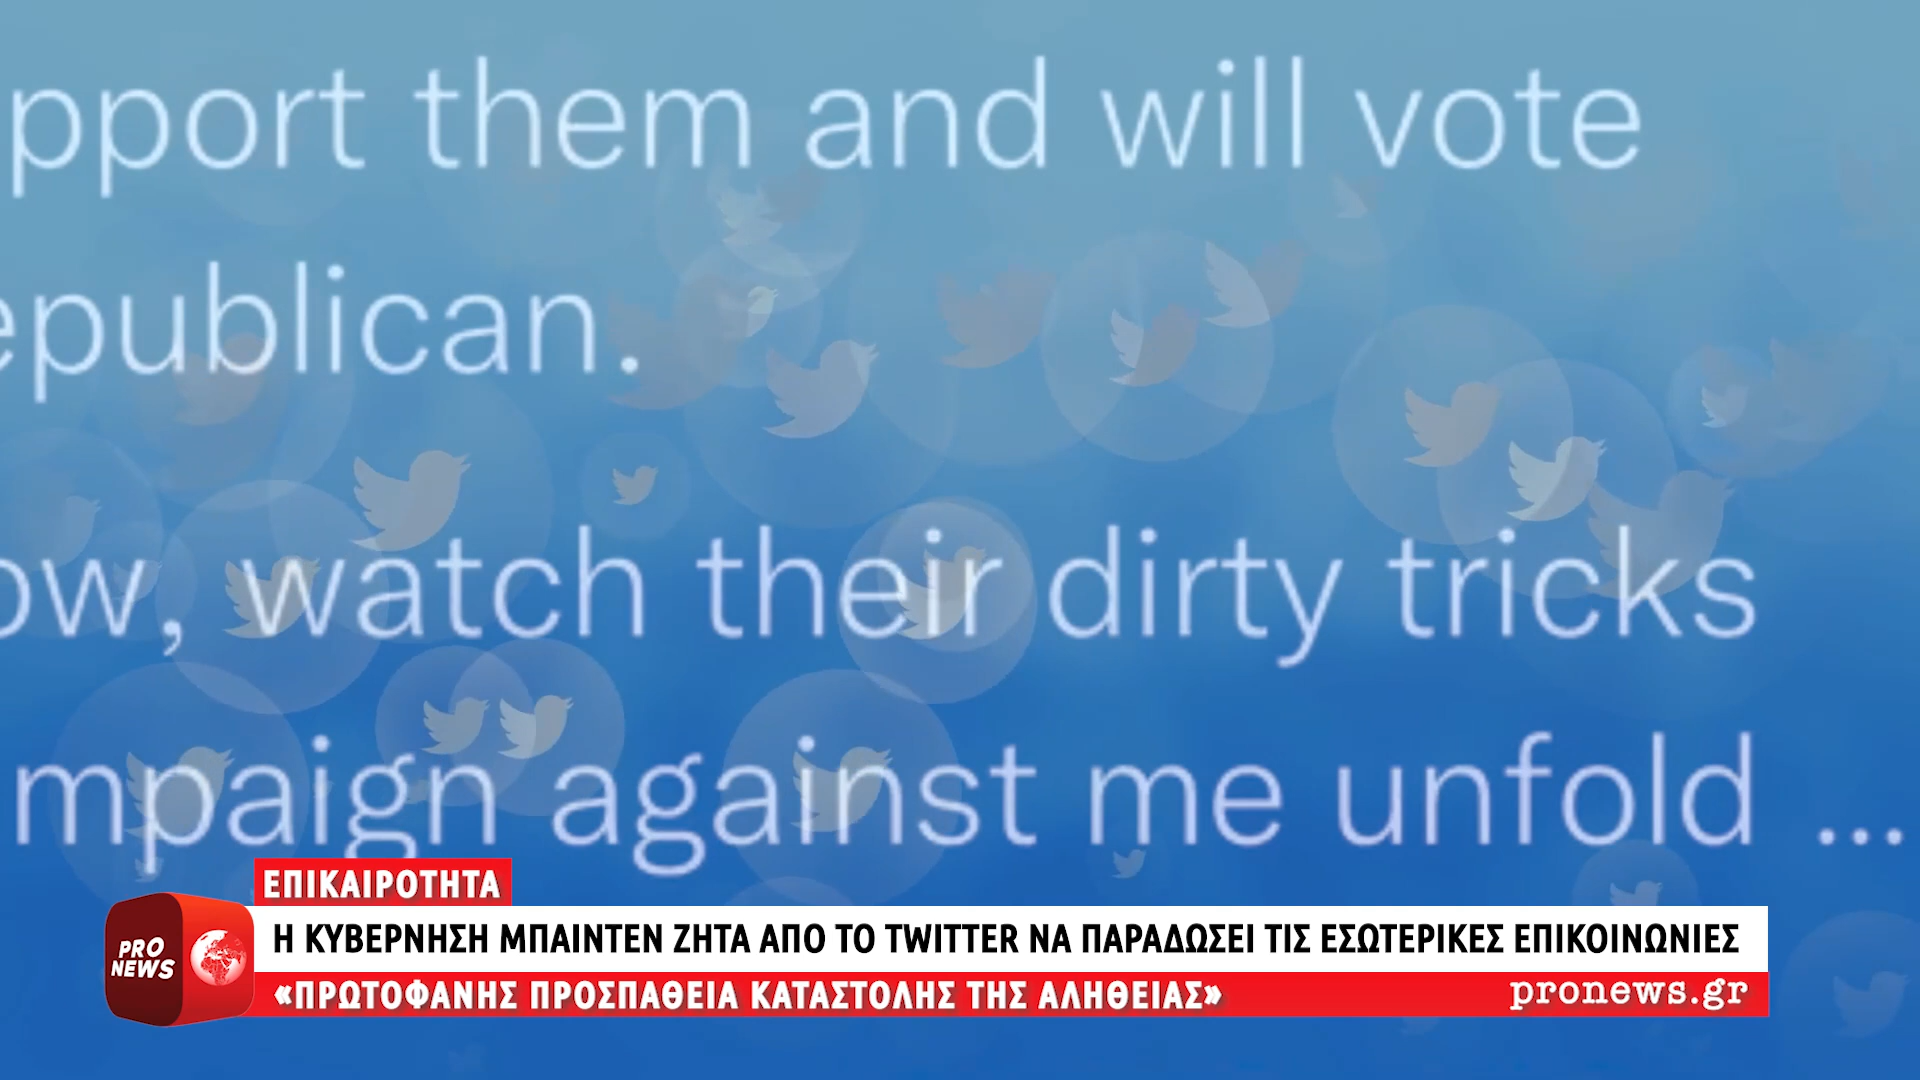 pport them and will vote
epublican.
ow, watch their dirty tricks
mpaign against me unfold ...
ΕΠΙΚΑΙΡΟΤΗΤΑ
PRO
NEWS
Η ΚΥΒΕΡΝΗΣΗ ΜΠΑΙΝΤΕΝ ΖΗΤΑ ΑΠΟ ΤΟ TWITTER ΝΑ ΠΑΡΑΔΩΣΕΙ ΤΙΣ ΕΣΩΤΕΡΙΚΕΣ ΕΠΙΚΟΙΝΩΝΙΕΣ
«ΠΡΩΤΟΦΑΝΗΣ ΠΡΟΣΠΑΘΕΙΑ ΚΑΤΑΣΤΟΛΗΣ ΤΗΣ ΑΛΗΘΕΙΑΣ»
pronews.gr